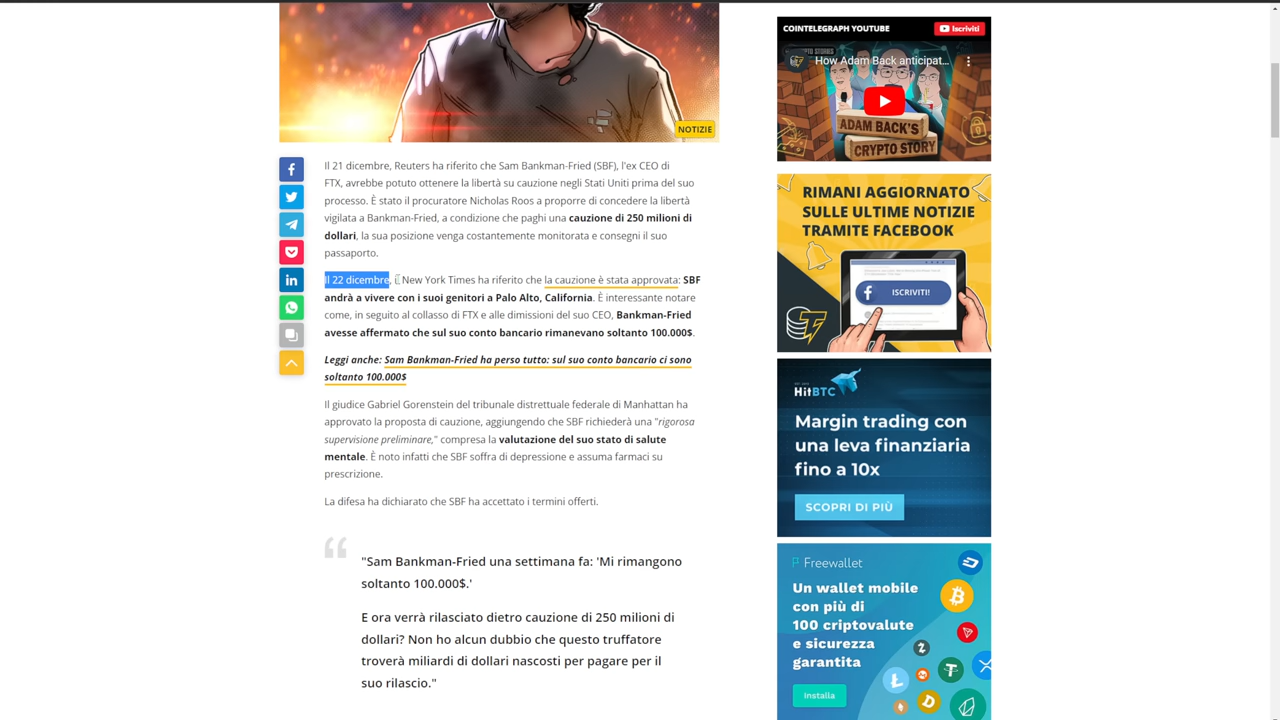 NOTIZIE
Il 21 dicembre, Reuters ha riferito che Sam Bankman-Fried (SBF), l'ex CEO di
FTX, avrebbe potuto ottenere la libertà su cauzione negli Stati Uniti prima del suo
processo. È stato il procuratore Nicholas Roos a proporre di concedere la libertà
vigilata a Bankman-Fried, a condizione che paghi una cauzione di 250 milioni di
dollari, la sua posizione venga costantemente monitorata e consegni il suo
passaporto.
Il 22 dicembre, il New York Times ha riferito che la cauzione è stata approvata: SBF
andrà a vivere con i suoi genitori a Palo Alto, California. È interessante notare
come, in seguito al collasso di FTX e alle dimissioni del suo CEO, Bankman-Fried
avesse affermato che sul suo conto bancario rimanevano soltanto 100.000$.
Leggi anche: Sam Bankman-Fried ha perso tutto: sul suo conto bancario ci sono
soltanto 100.000$
Il giudice Gabriel Gorenstein del tribunale distrettuale federale di Manhattan ha
approvato la proposta di cauzione, aggiungendo che SBF richiederà una "rigorosa
supervisione preliminare," compresa la valutazione del suo stato di salute
mentale. È noto infatti che SBF soffra di depressione e assuma farmaci su
prescrizione.
La difesa ha dichiarato che SBF ha accettato i termini offerti.
"Sam Bankman-Fried una settimana fa: 'Mi rimangono
soltanto 100.000$.'
E ora verrà rilasciato dietro cauzione di 250 milioni di
dollari? Non ho alcun dubbio che questo truffatore
troverà miliardi di dollari nascosti per pagare per il
suo rilascio."
COINTELEGRAPH YOUTUBE
Iscriviti
How Adam Back anticipat...
ADAM BACK'S
CRYPTO STORY
RIMANI AGGIORNATO
SULLE ULTIME NOTIZIE
TRAMITE FACEBOOK
ISCRIVITI!
HitBTC
Margin trading con
una leva finanziaria
fino a 10x
SCOPRI DI PIÙ
Freewallet
Un wallet mobile
con più di
100 criptovalute
e sicurezza
garantita
Installa